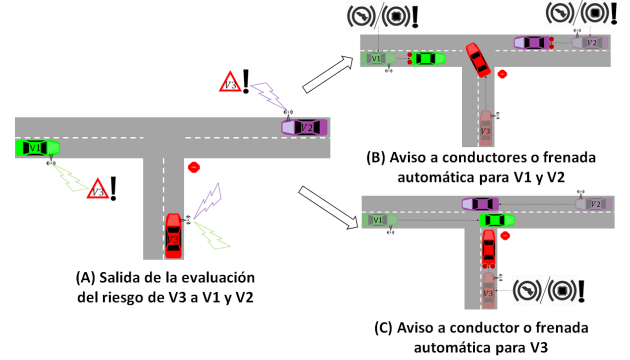 V3 !
V2
V1
V3 !
V3
(A) Salida de la evaluación
del riesgo de V3 a V1 y V2
! !
V1 V2
V3
(B) Aviso a conductores o frenada
automática para V1 y V2
V1 V2
V3 !
(C) Aviso a conductor o frenada
automática para V3